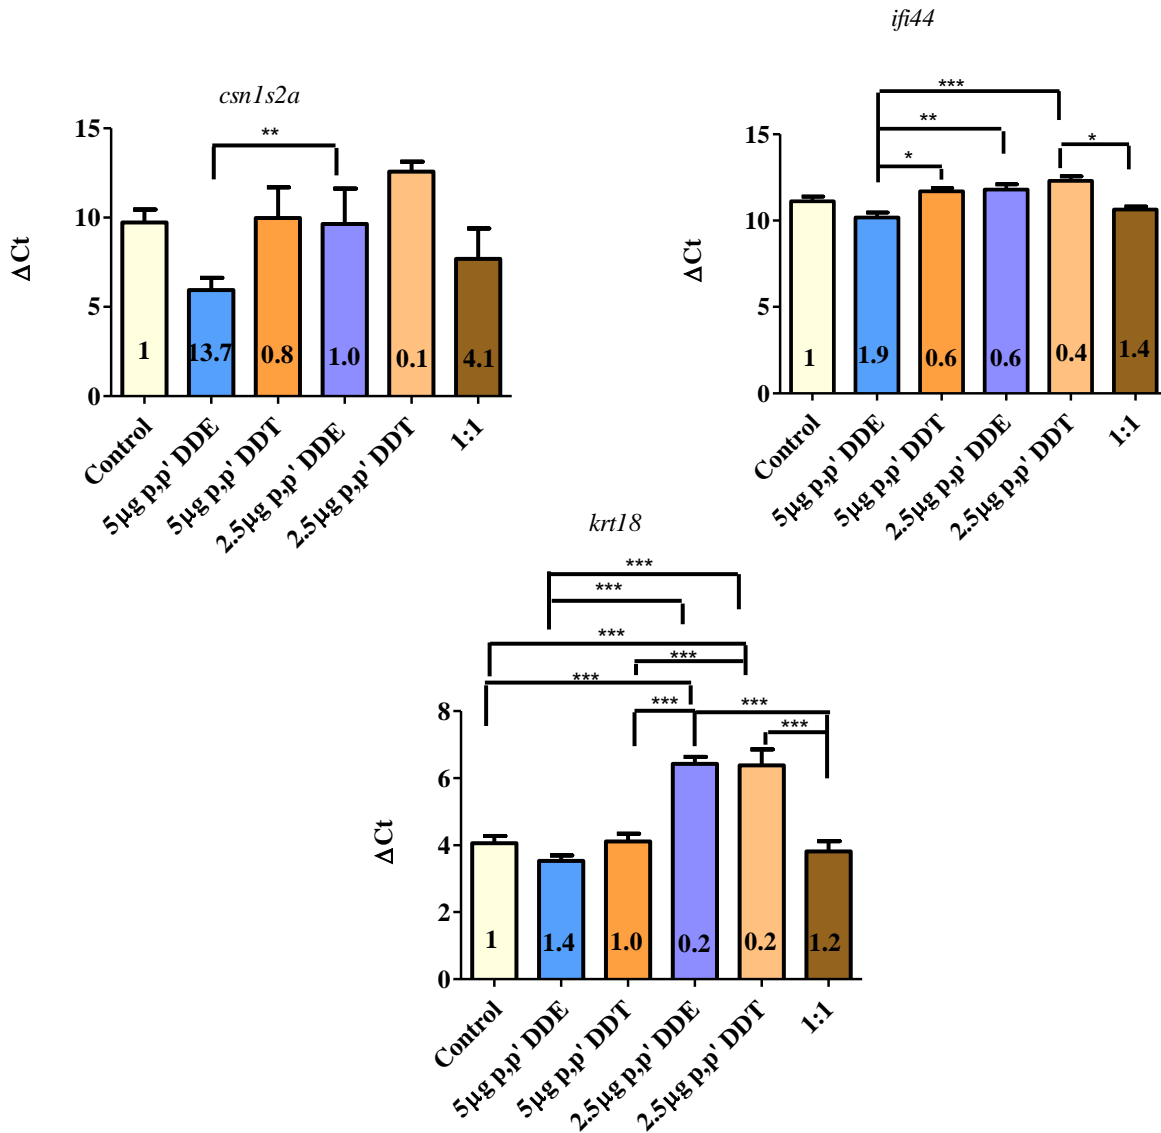 csn1s2a
**
15
10
5
0
ΔCt
1
13.7
0.8
1.0
0.1
4.1
Control
5µg p,p' DDE
5µg p,p' DDT
2.5µg p,p' DDE
2.5µg p,p' DDT
1:1
ifi44
***
**
*
*
15
10
5
0
ΔCt
1
1.9
0.6
0.6
0.4
1.4
Control
5µg p,p' DDE
5µg p,p' DDT
2.5µg p,p' DDE
2.5µg p,p' DDT
1:1
krt18
***
***
***
***
***
***
***
***
8
6
4
2
0
ΔCt
1
1.4
1.0
0.2
0.2
1.2
Control
5µg p,p' DDE
5µg p,p' DDT
2.5µg p,p' DDE
2.5µg p,p' DDT
1:1